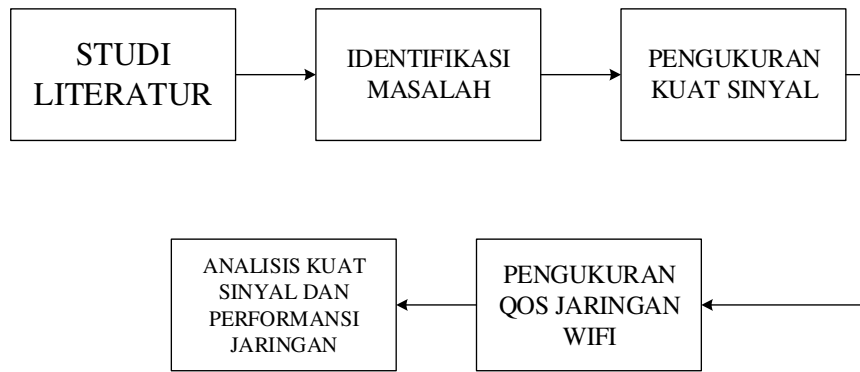 STUDI
LITERATUR
IDENTIFIKASI
MASALAH
PENGUKURAN
KUAT SINYAL
PENGUKURAN
QOS JARINGAN
WIFI
ANALISIS KUAT
SINYAL DAN
PERFORMANSI
JARINGAN